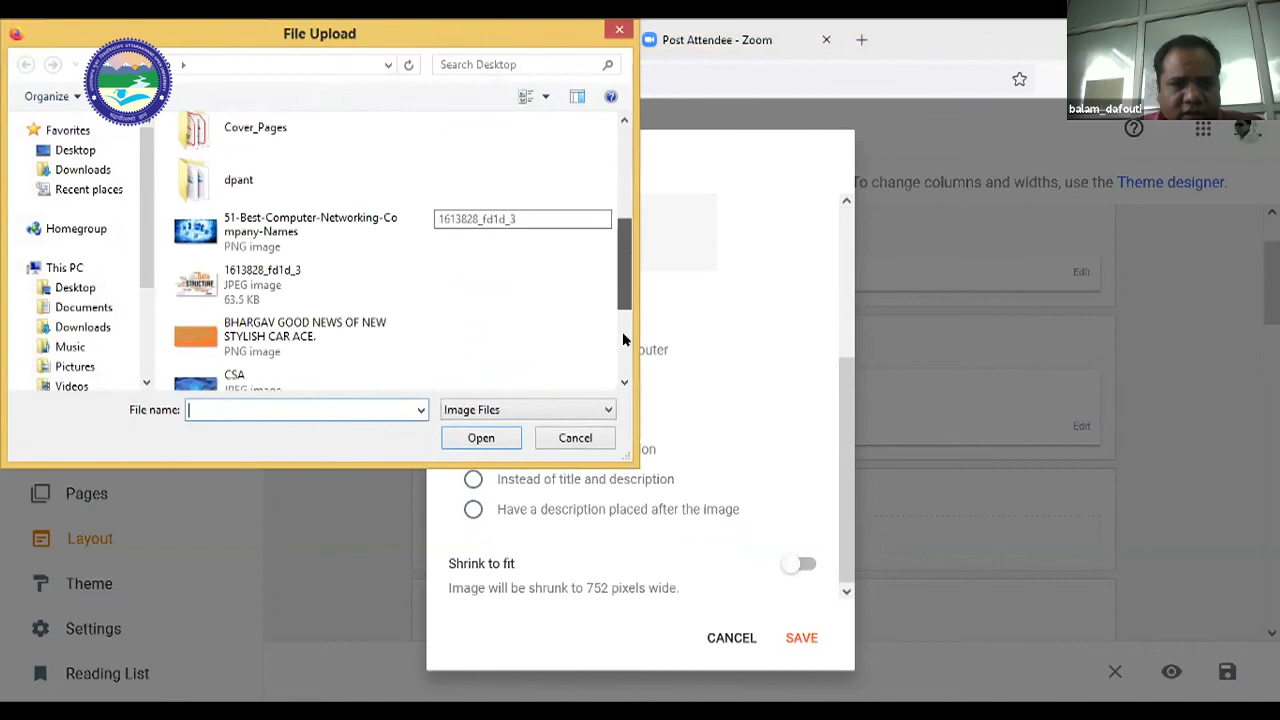 File Upload
Post Attendee - Zoom
Search Desktop
balam_dafouti
Organize
Favorites
Desktop
Downloads
Recent places
Homegroup
This PC
Desktop
Documents
Downloads
Music
Pictures
Videos
Cover_Pages
dpant
51-Best-Computer-Networking-Co
mpany-Names
PNG image
1613828_fd1d_3
1613828_fd1d_3
JPEG image
63.5 KB
BHARGAV GOOD NEWS OF NEW
STYLISH CAR ACE.
PNG image
CSA
JPEG image
File name:
Image Files
Open
Cancel
To change columns and widths, use the Theme designer.
Edit
Edit
Instead of title and description
Have a description placed after the image
Shrink to fit
Image will be shrunk to 752 pixels wide.
CANCEL
SAVE
Pages
Layout
Theme
Settings
Reading List